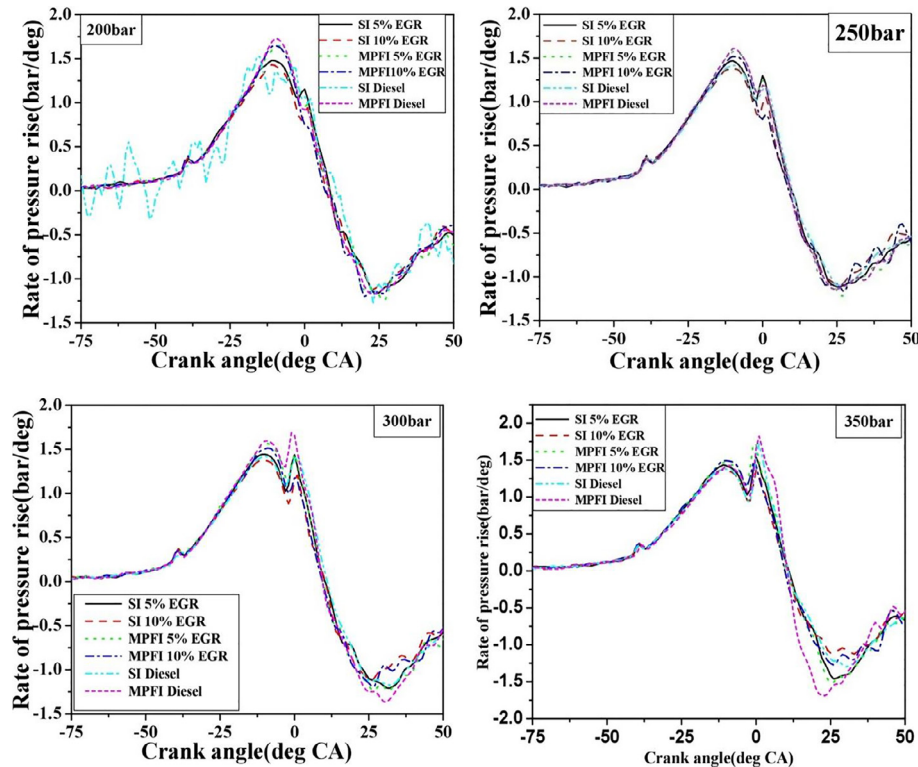 200bar
SI 5% EGR
SI 10% EGR
MPFI 5% EGR
MPFI10% EGR
SI Diesel
MPFI Diesel
Rate of pressure rise(bar/deg)
2.0
1.5
1.0
0.5
0.0
-0.5
-1.0
-1.5
-75 -50 -25 0 25 50
Crank angle(deg CA)
250bar
SI 5% EGR
SI 10% EGR
MPFI 5% EGR
MPFI 10% EGR
SI Diesel
MPFI Diesel
Rate of pressure rise(bar/deg)
2.0
1.5
1.0
0.5
0.0
-0.5
-1.0
-1.5
-75 -50 -25 0 25 50
Crank angle(deg CA)
300bar
SI 5% EGR
SI 10% EGR
MPFI 5% EGR
MPFI 10% EGR
SI Diesel
MPFI Diesel
Rate of pressure rise(bar/deg)
2.0
1.5
1.0
0.5
0.0
-0.5
-1.0
-1.5
-75 -50 -25 0 25 50
Crank angle(deg CA)
350bar
SI 5% EGR
SI 10% EGR
MPFI 5% EGR
MPFI 10% EGR
SI Diesel
MPFI Diesel
Rate of pressure rise(bar/deg)
2.0
1.5
1.0
0.5
0.0
-0.5
-1.0
-1.5
-2.0
-75 -50 -25 0 25 50
Crank angle(deg CA)